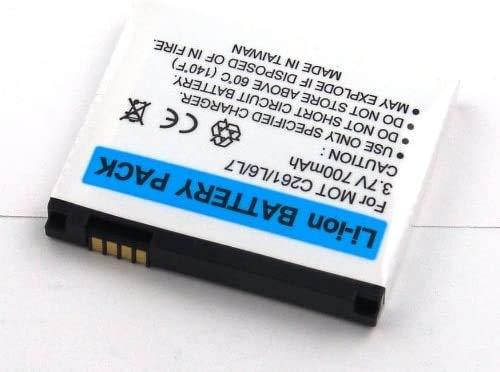 Li-ion BATTERY PACK
For MOT C261/L6/L7
3.7V 700mAh
CAUTION:
• USE ONLY SPECIFIED CHARGER.
• DO NOT SHORT CIRCUIT BATTERY
• DO NOT STORE ABOVE 60°C (140°F)
• MAY EXPLODE IF DISPOSED OF IN FIRE.
MADE IN TAIWAN